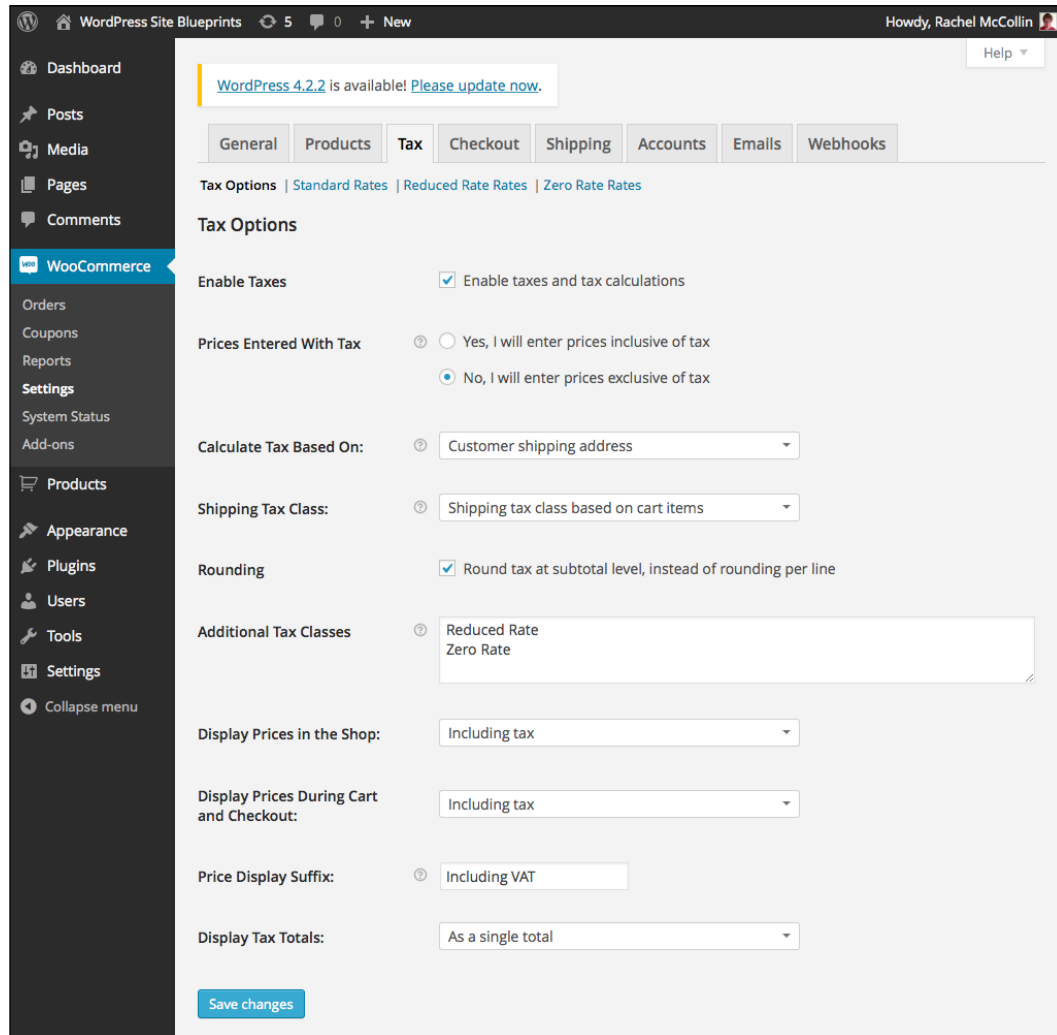 WordPress Site Blueprints 5 0 + New Howdy, Rachel McCollin
Help
Dashboard
Posts
Media
Pages
Comments
WooCommerce
Orders
Coupons
Reports
Settings
System Status
Add-ons
Products
Appearance
Plugins
Users
Tools
Settings
Collapse menu
WordPress 4.2.2 is available! Please update now.
General Products Tax Checkout Shipping Accounts Emails Webhooks
Tax Options | Standard Rates | Reduced Rate Rates | Zero Rate Rates
Tax Options
Enable Taxes Enable taxes and tax calculations
Prices Entered With Tax Yes, I will enter prices inclusive of tax
No, I will enter prices exclusive of tax
Calculate Tax Based On: Customer shipping address
Shipping Tax Class: Shipping tax class based on cart items
Rounding Round tax at subtotal level, instead of rounding per line
Additional Tax Classes Reduced Rate
Zero Rate
Display Prices in the Shop: Including tax
Display Prices During Cart
and Checkout: Including tax
Price Display Suffix: Including VAT
Display Tax Totals: As a single total
Save changes